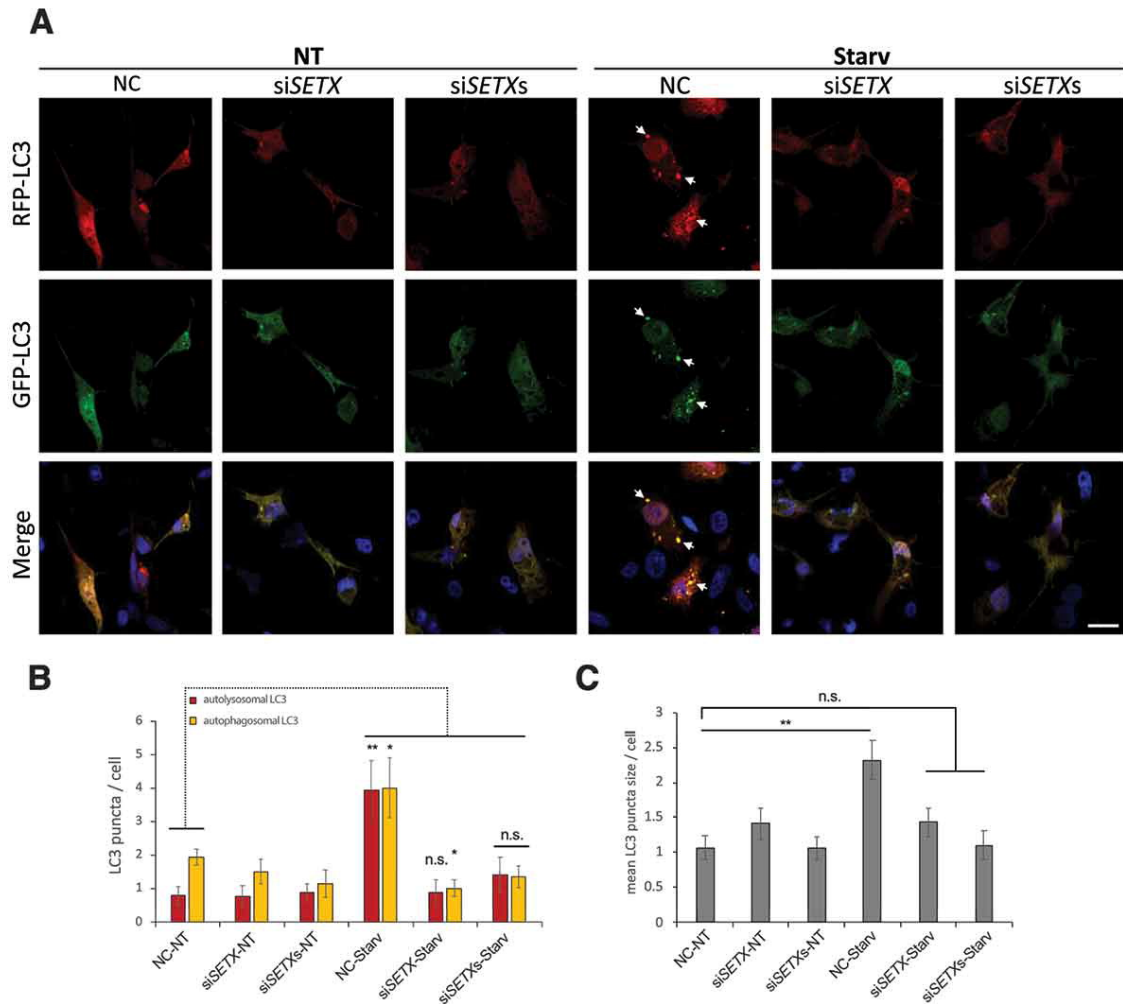 A
NT Starv
NC siSETX siSETXs NC siSETX siSETXs
RFP-LC3
GFP-LC3
Merge
B
autolysosomal LC3
autophagosomal LC3
LC3 puncta / cell
6
5
4
3
2
1
0
** *
n.s. *
n.s.
NC-NT siSETX-NT siSETXs-NT NC-Starv siSETX-Starv siSETXs-Starv
C
n.s.
**
mean LC3 puncta size / cell
3
2.5
2
1.5
1
0.5
0
NC-NT siSETX-NT siSETXs-NT NC-Starv siSETX-Starv siSETXs-Starv